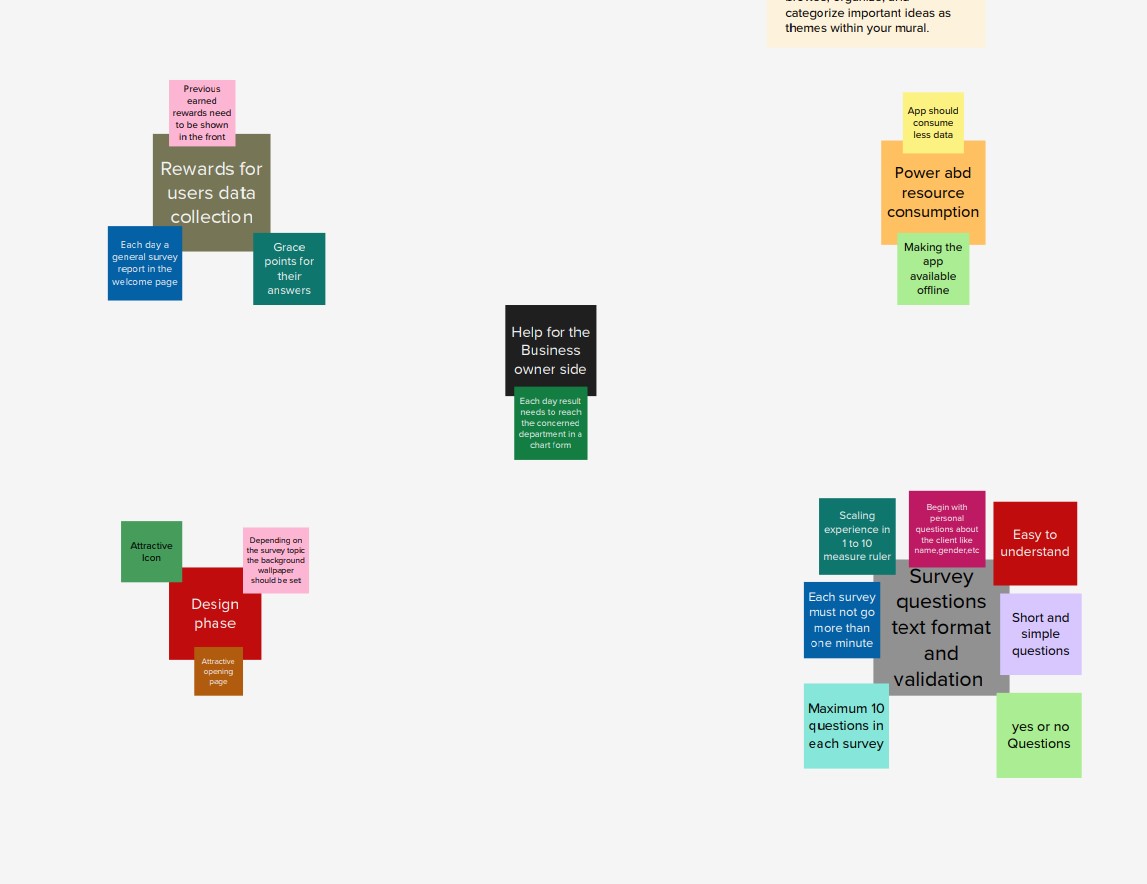 categorize important ideas as
themes within your mural.
Previous
earned
rewards need
to be shown
in the front
Rewards for
users data
collection
Each day a
general survey
report in the
welcome page
Grace
points for
their
answers
App should
consume
less data
Power abd
resource
consumption
Making the
app
available
offline
Help for the
Business
owner side
Each day result
needs to reach
the concerned
department in a
chart form
Attractive
Icon
Depending on
the survey topic
the background
wallpaper
should be set
Design
phase
Attractive
opening
page
Scaling
experience in
1 to 10
measure ruler
Begin with
personal
questions about
the client like
name,gender,etc
Easy to
understand
Survey
questions
text format
and
validation
Each survey
must not go
more than
one minute
Short and
simple
questions
Maximum 10
questions in
each survey
yes or no
Questions